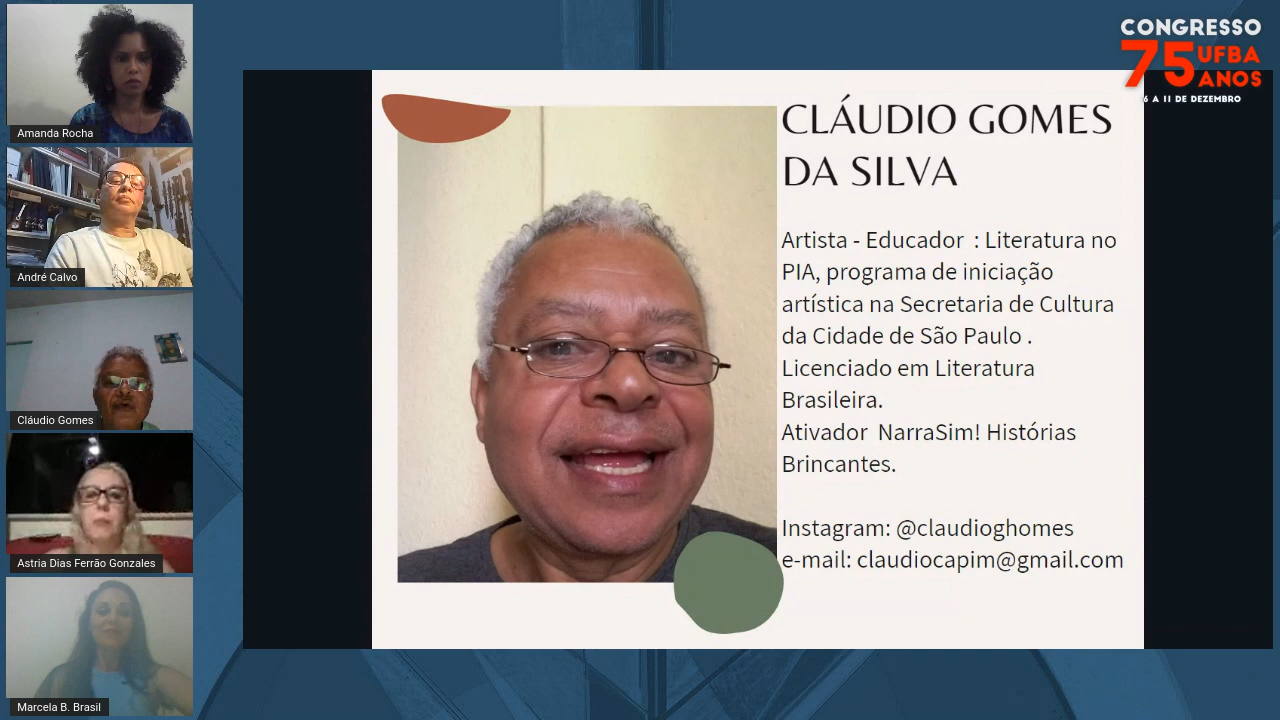 Amanda Rocha
André Calvo
Cláudio Gomes
Astria Dias Ferrão Gonzales
Marcela B. Brasil
CLÁUDIO GOMES
DA SILVA
Artista - Educador : Literatura no
PIA, programa de iniciação
artística na Secretaria de Cultura
da Cidade de São Paulo .
Licenciado em Literatura
Brasileira.
Ativador NarraSim! Histórias
Brincantes.
Instagram: @claudioghomes
e-mail: claudiocapim@gmail.com
CONGRESSO
75 UFBA
ANOS
6 A 11 DE DEZEMBRO